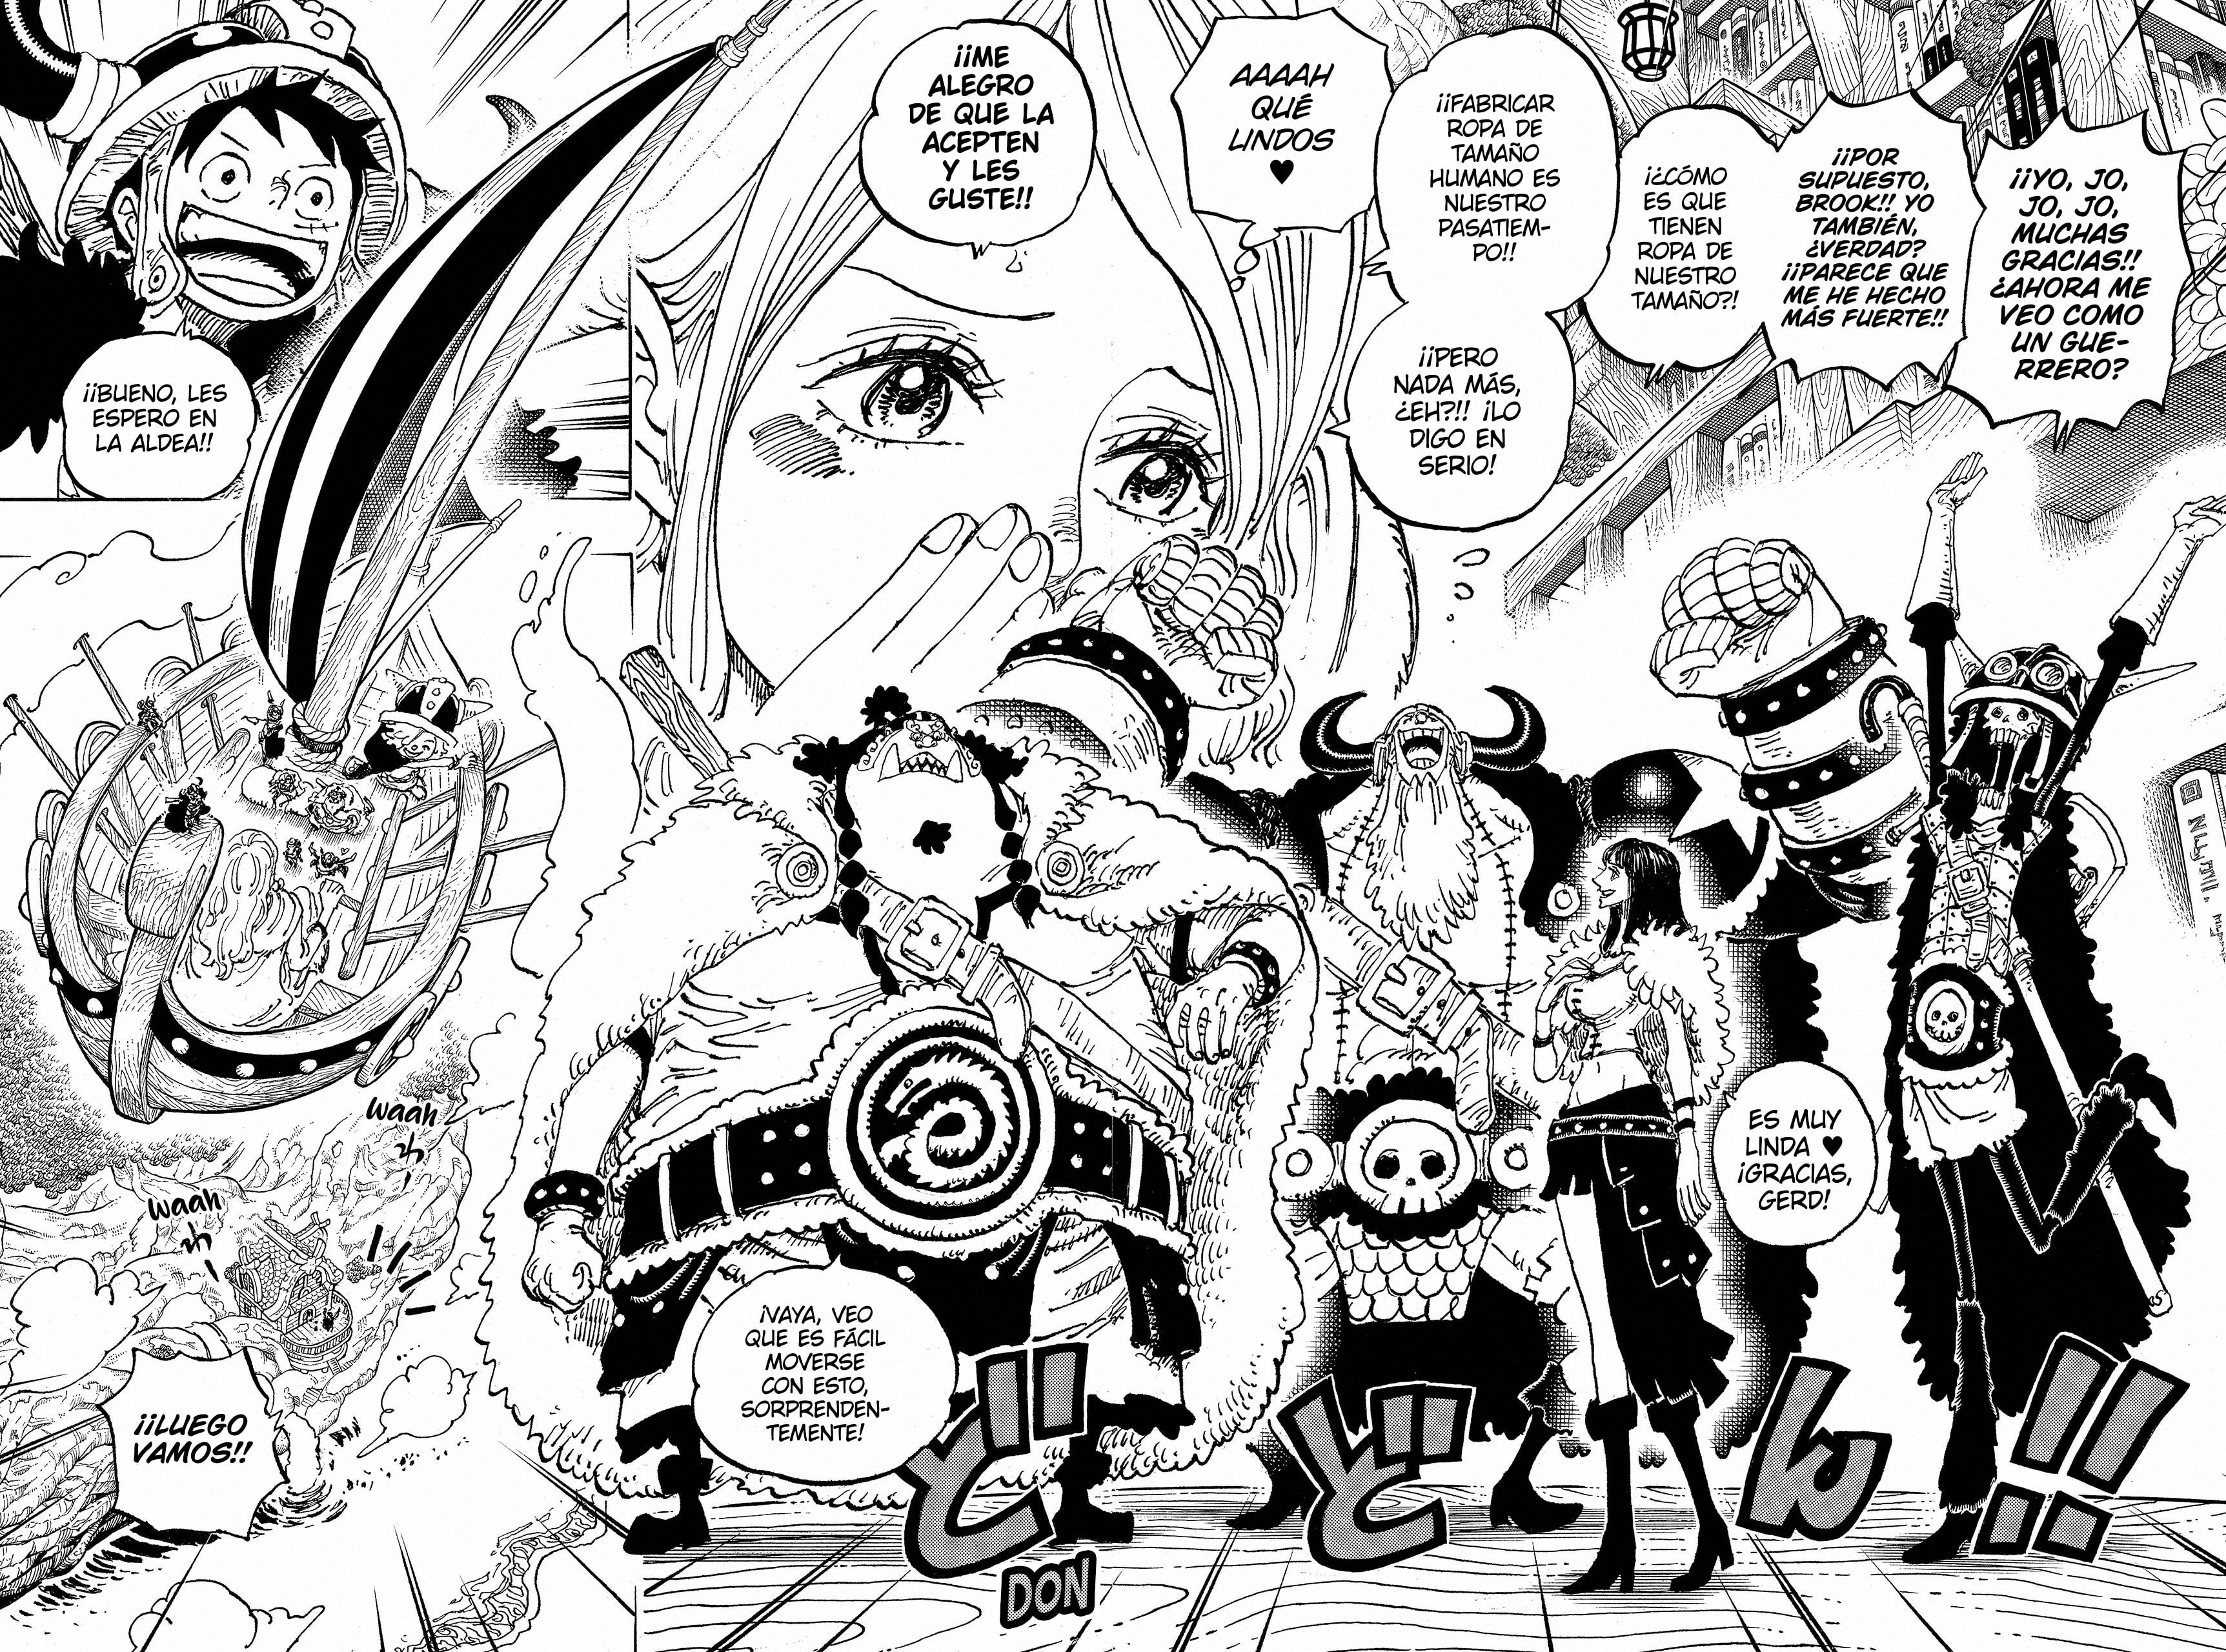 ¡¡YO, JO,
JO, JO,
MUCHAS
GRACIAS!!
¿AHORA ME
VEO COMO
UN GUE-
RRERO?
¡¡POR
SUPUESTO,
BROOK!! YO
TAMBIÉN,
¿VERDAD?
¡¡PARECE QUE
ME HE HECHO
MÁS FUERTE!!
¡¿CÓMO
ES QUE
TIENEN
ROPA DE
NUESTRO
TAMAÑO?!
¡¡FABRICAR
ROPA DE
TAMAÑO
HUMANO ES
NUESTRO
PASATIEM-
PO!!
¡¡PERO
NADA MÁS,
¿EH?!! ¡LO
DIGO EN
SERIO!
AAAAH
QUÉ
LINDOS
♥
¡¡ME
ALEGRO
DE QUE LA
ACEPTEN
Y LES
GUSTE!!
ES MUY
LINDA ♥
¡GRACIAS,
GERD!
¡VAYA, VEO
QUE ES FÁCIL
MOVERSE
CON ESTO,
SORPRENDEN-
TEMENTE!
どどん!!
DON
¡¡BUENO, LES
ESPERO EN
LA ALDEA!!
waah
waah
¡¡LUEGO
VAMOS!!